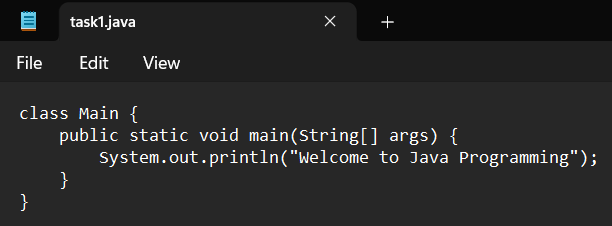 task1.java
File Edit View
class Main {
    public static void main(String[] args) {
        System.out.println("Welcome to Java Programming");
    }
}